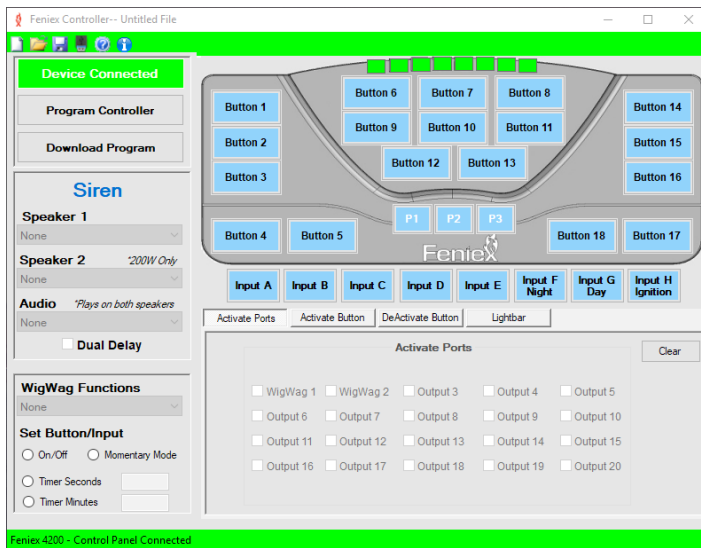 Feniex Controller-- Untitled File
Device Connected
Program Controller
Download Program
Siren
Speaker 1
None
Speaker 2 *200W Only
None
Audio *Plays on both speakers
None
Dual Delay
WigWag Functions
None
Set Button/Input
On/Off Momentary Mode
Timer Seconds
Timer Minutes
Button 6 Button 7 Button 8
Button 1 Button 14
Button 9 Button 10 Button 11
Button 2 Button 15
Button 12 Button 13
Button 3 Button 16
P1 P2 P3
Button 4 Button 5 Button 18 Button 17
Feniex
Input A Input B Input C Input D Input E Input F Night Input G Day Input H Ignition
Activate Ports Activate Button DeActivate Button Lightbar
Activate Ports
Clear
WigWag 1 WigWag 2 Output 3 Output 4 Output 5
Output 6 Output 7 Output 8 Output 9 Output 10
Output 11 Output 12 Output 13 Output 14 Output 15
Output 16 Output 17 Output 18 Output 19 Output 20
Feniex 4200 - Control Panel Connected